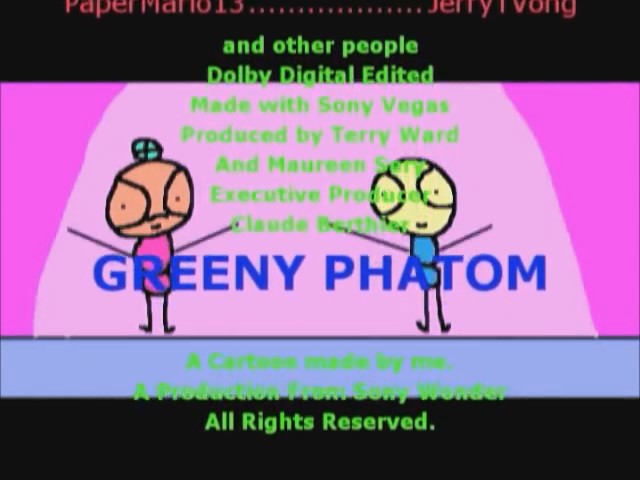 PaperMario13..................JerryTVong
and other people
Dolby Digital Edited
Made with Sony Vegas
Produced by Terry Ward
And Maureen Sery
Executive Producer
Claude Berthier
GREENY PHATOM
A Cartoon made by me.
A Production From Sony Wonder
All Rights Reserved.